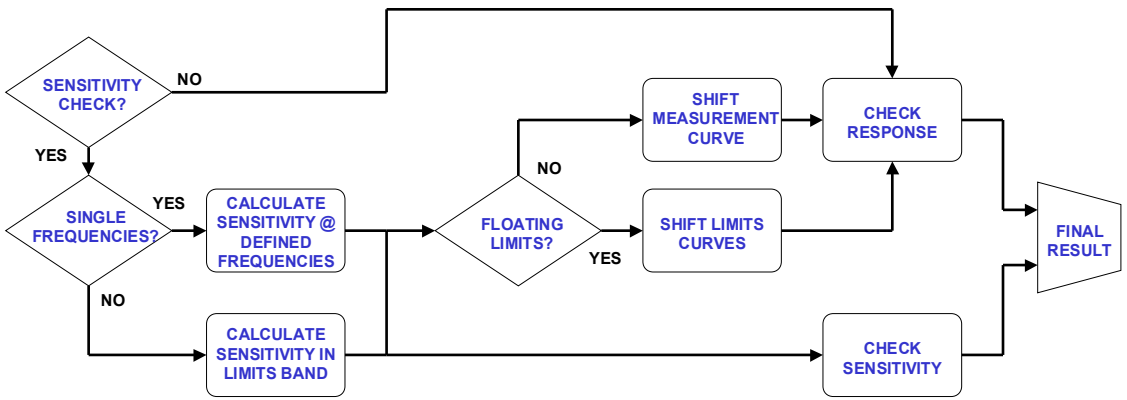 SENSITIVITY
CHECK?
NO
YES
SINGLE
FREQUENCIES?
YES
NO
CALCULATE
SENSITIVITY @
DEFINED
FREQUENCIES
CALCULATE
SENSITIVITY IN
LIMITS BAND
FLOATING
LIMITS?
NO
YES
SHIFT
MEASUREMENT
CURVE
SHIFT LIMITS
CURVES
CHECK
RESPONSE
CHECK
SENSITIVITY
FINAL
RESULT